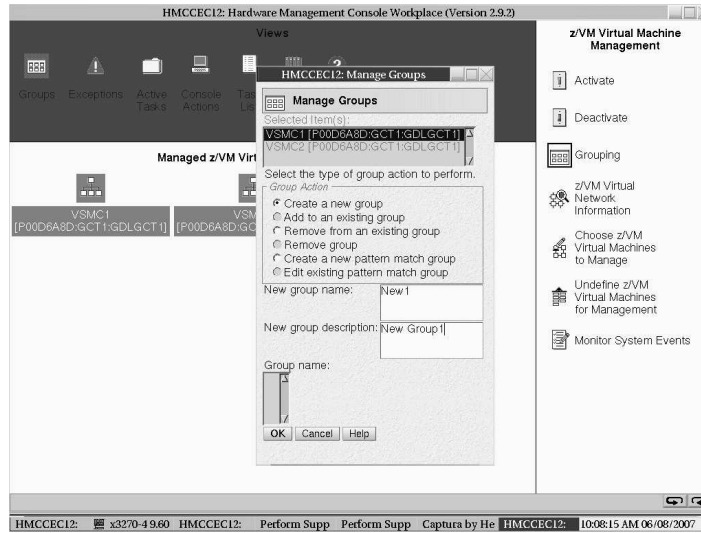 HMCCEC12: Hardware Management Console Workplace (Version 2.9.2)
Views
Groups
Exceptions
Active
Tasks
Console
Actions
HMCCEC12: Manage Groups
Manage Groups
Selected Item(s):
VSMC1 [P00D6A8D:GCT1:GDLGCT1]
VSMC2 [P00D6A8D:GCT1:GDLGCT1]
Select the type of group action to perform.
Group Action
Create a new group
Add to an existing group
Remove from an existing group
Remove group
Create a new pattern match group
Edit existing pattern match group
New group name:
New1
New group description:
New Group1
Group name:
OK
Cancel
Help
Managed z/VM Virt
VSMC1
[P00D6A8D:GCT1:GDLGCT1]
VSM
[P00D6A8D:GC
z/VM Virtual Machine
Management
Activate
Deactivate
Grouping
z/VM Virtual
Network
Information
Choose z/VM
Virtual Machines
to Manage
Undefine z/VM
Virtual Machines
for Management
Monitor System Events
HMCCEC12:
x3270-4 9.60
HMCCEC12:
Perform Supp
Perform Supp
Captura by He
HMCCEC12:
10:08:15 AM 06/08/2007